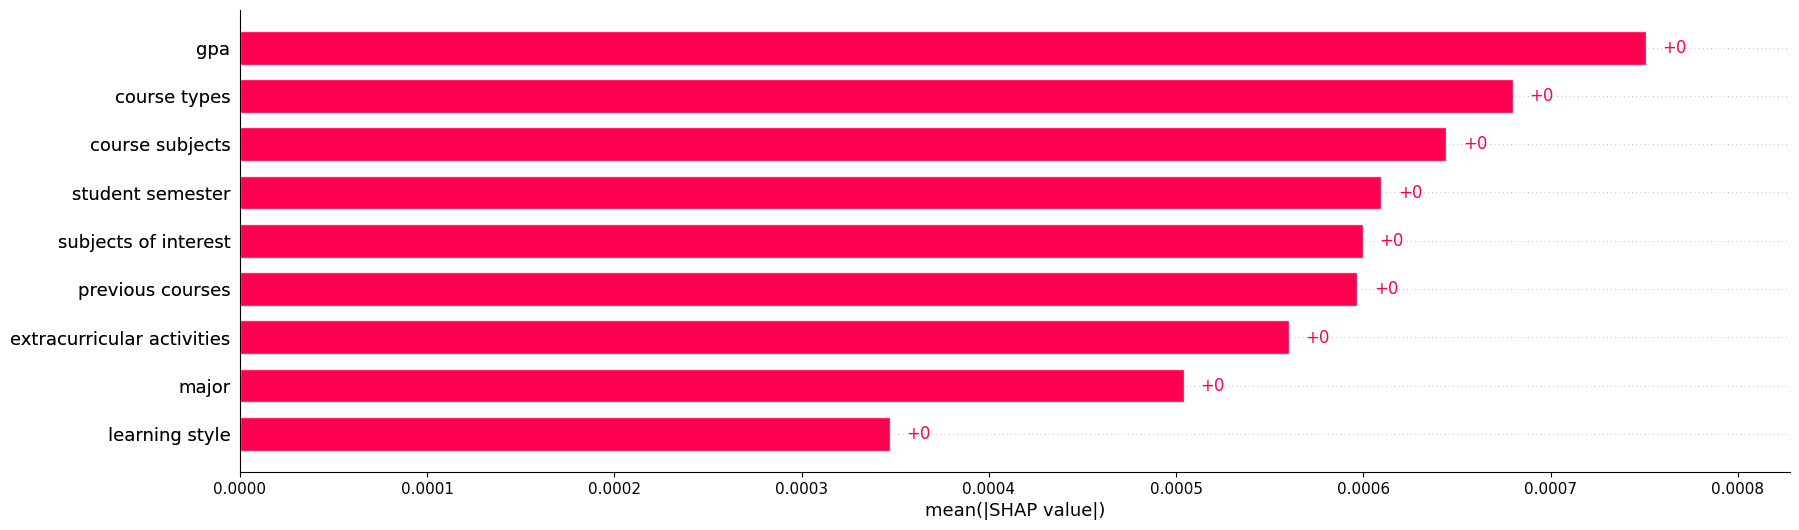 gpa +0
course types +0
course subjects +0
student semester +0
subjects of interest +0
previous courses +0
extracurricular activities +0
major +0
learning style +0
0.0000 0.0001 0.0002 0.0003 0.0004 0.0005 0.0006 0.0007 0.0008
mean(|SHAP value|)